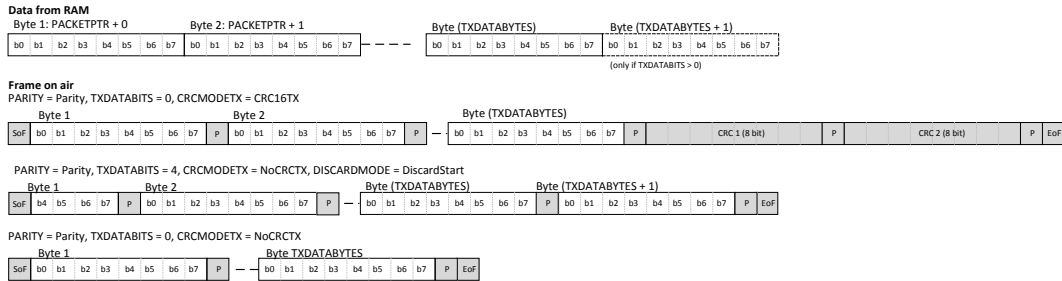 Data from RAM
Byte 1: PACKETPTR + 0 Byte 2: PACKETPTR + 1 Byte (TXDATABYTES) Byte (TXDATABYTES + 1)
b0 b1 b2 b3 b4 b5 b6 b7 b0 b1 b2 b3 b4 b5 b6 b7 b0 b1 b2 b3 b4 b5 b6 b7 b0 b1 b2 b3 b4 b5 b6 b7
(only if TXDATABITS > 0)
Frame on air
PARITY = Parity, TXDATABITS = 0, CRCMODETX = CRC16TX
Byte 1 Byte 2 Byte (TXDATABYTES)
SoF b0 b1 b2 b3 b4 b5 b6 b7 P b0 b1 b2 b3 b4 b5 b6 b7 P b0 b1 b2 b3 b4 b5 b6 b7 P CRC 1 (8 bit) P CRC 2 (8 bit) P EoF
PARITY = Parity, TXDATABITS = 4, CRCMODETX = NoCRCTX, DISCARDMODE = DiscardStart
Byte 1 Byte 2 Byte (TXDATABYTES) Byte (TXDATABYTES + 1)
SoF b4 b5 b6 b7 P b0 b1 b2 b3 b4 b5 b6 b7 P b0 b1 b2 b3 b4 b5 b6 b7 P b0 b1 b2 b3 b4 b5 b6 b7 P EoF
PARITY = Parity, TXDATABITS = 0, CRCMODETX = NoCRCTX
Byte 1 Byte TXDATABYTES
SoF b0 b1 b2 b3 b4 b5 b6 b7 P b0 b1 b2 b3 b4 b5 b6 b7 P EoF